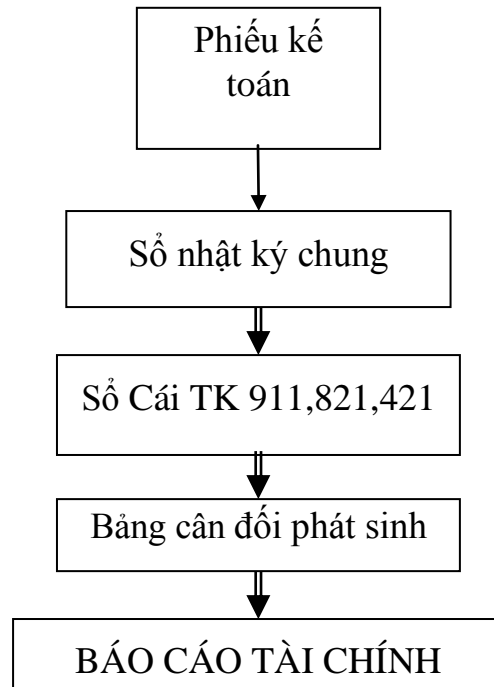 Phiếu kế
toán
Sổ nhật ký chung
Sổ Cái TK 911,821,421
Bảng cân đối phát sinh
BÁO CÁO TÀI CHÍNH